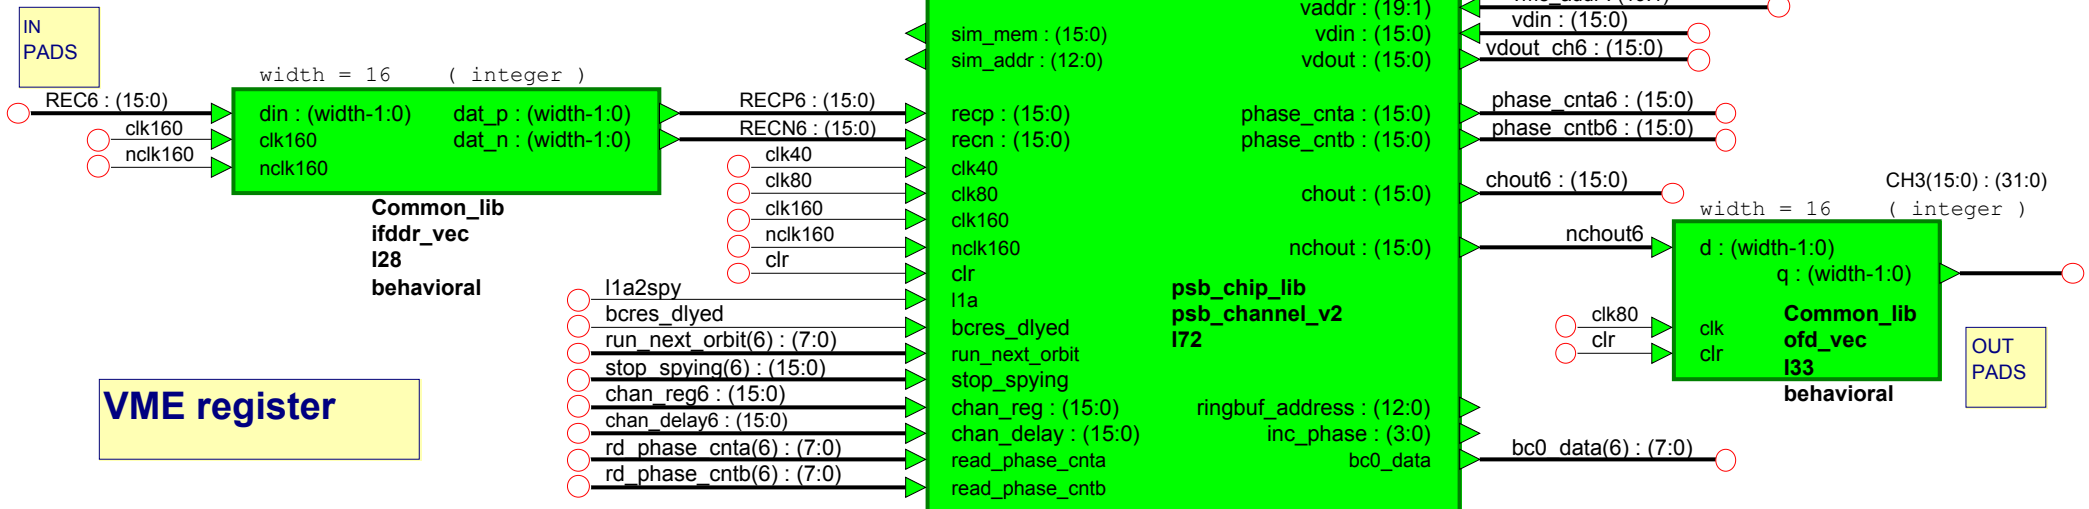 IN
PADS
width = 16 ( integer )
REC6 : (15:0)
clk160
nclk160
din : (width-1:0) dat_p : (width-1:0)
clk160 dat_n : (width-1:0)
nclk160
Common_lib
ifddr_vec
I28
behavioral
RECP6 : (15:0)
RECN6 : (15:0)
clk40
clk80
clk160
nclk160
clr
l1a2spy
bcres_dlyed
run_next_orbit(6) : (7:0)
stop_spying(6) : (15:0)
chan_reg6 : (15:0)
chan_delay6 : (15:0)
rd_phase_cnta(6) : (7:0)
rd_phase_cntb(6) : (7:0)
VME register
vaddr : (19:1)
sim_mem : (15:0) vdin : (15:0)
sim_addr : (12:0) vdout : (15:0)
recp : (15:0) phase_cnta : (15:0)
recn : (15:0) phase_cntb : (15:0)
clk40
clk80 chout : (15:0)
clk160
nclk160 nchout : (15:0)
clr
l1a
bcres_dlyed
run_next_orbit
stop_spying
psb_chip_lib
psb_channel_v2
I72
chan_reg : (15:0) ringbuf_address : (12:0)
chan_delay : (15:0) inc_phase : (3:0)
read_phase_cnta bc0_data
read_phase_cntb
vdin : (15:0)
vdout_ch6 : (15:0)
phase_cnta6 : (15:0)
phase_cntb6 : (15:0)
chout6 : (15:0)
nchout6
bc0_data(6) : (7:0)
CH3(15:0) : (31:0)
width = 16 ( integer )
d : (width-1:0)
q : (width-1:0)
clk80
clr
clk
clr
Common_lib
ofd_vec
I33
behavioral
OUT
PADS